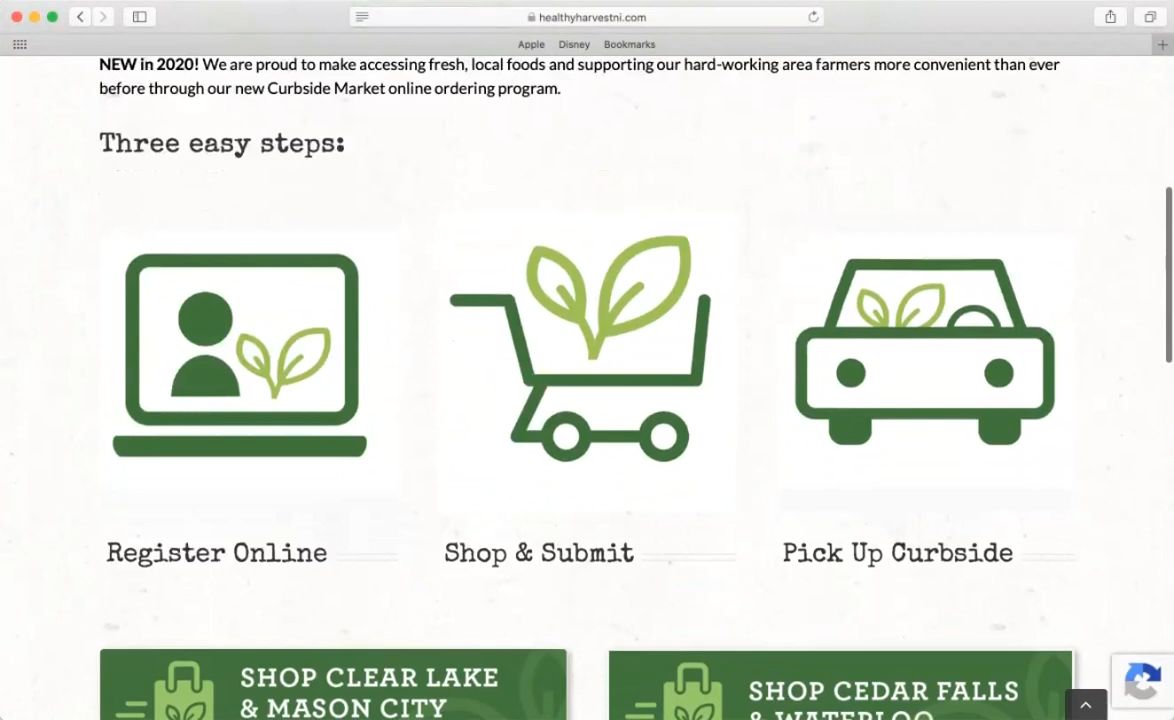 healthyharvestni.com
Apple Disney Bookmarks
NEW in 2020! We are proud to make accessing fresh, local foods and supporting our hard-working area farmers more convenient than ever
before through our new Curbside Market online ordering program.
Three easy steps:
Register Online
Shop & Submit
Pick Up Curbside
SHOP CLEAR LAKE
& MASON CITY
SHOP CEDAR FALLS
& WATERLOO